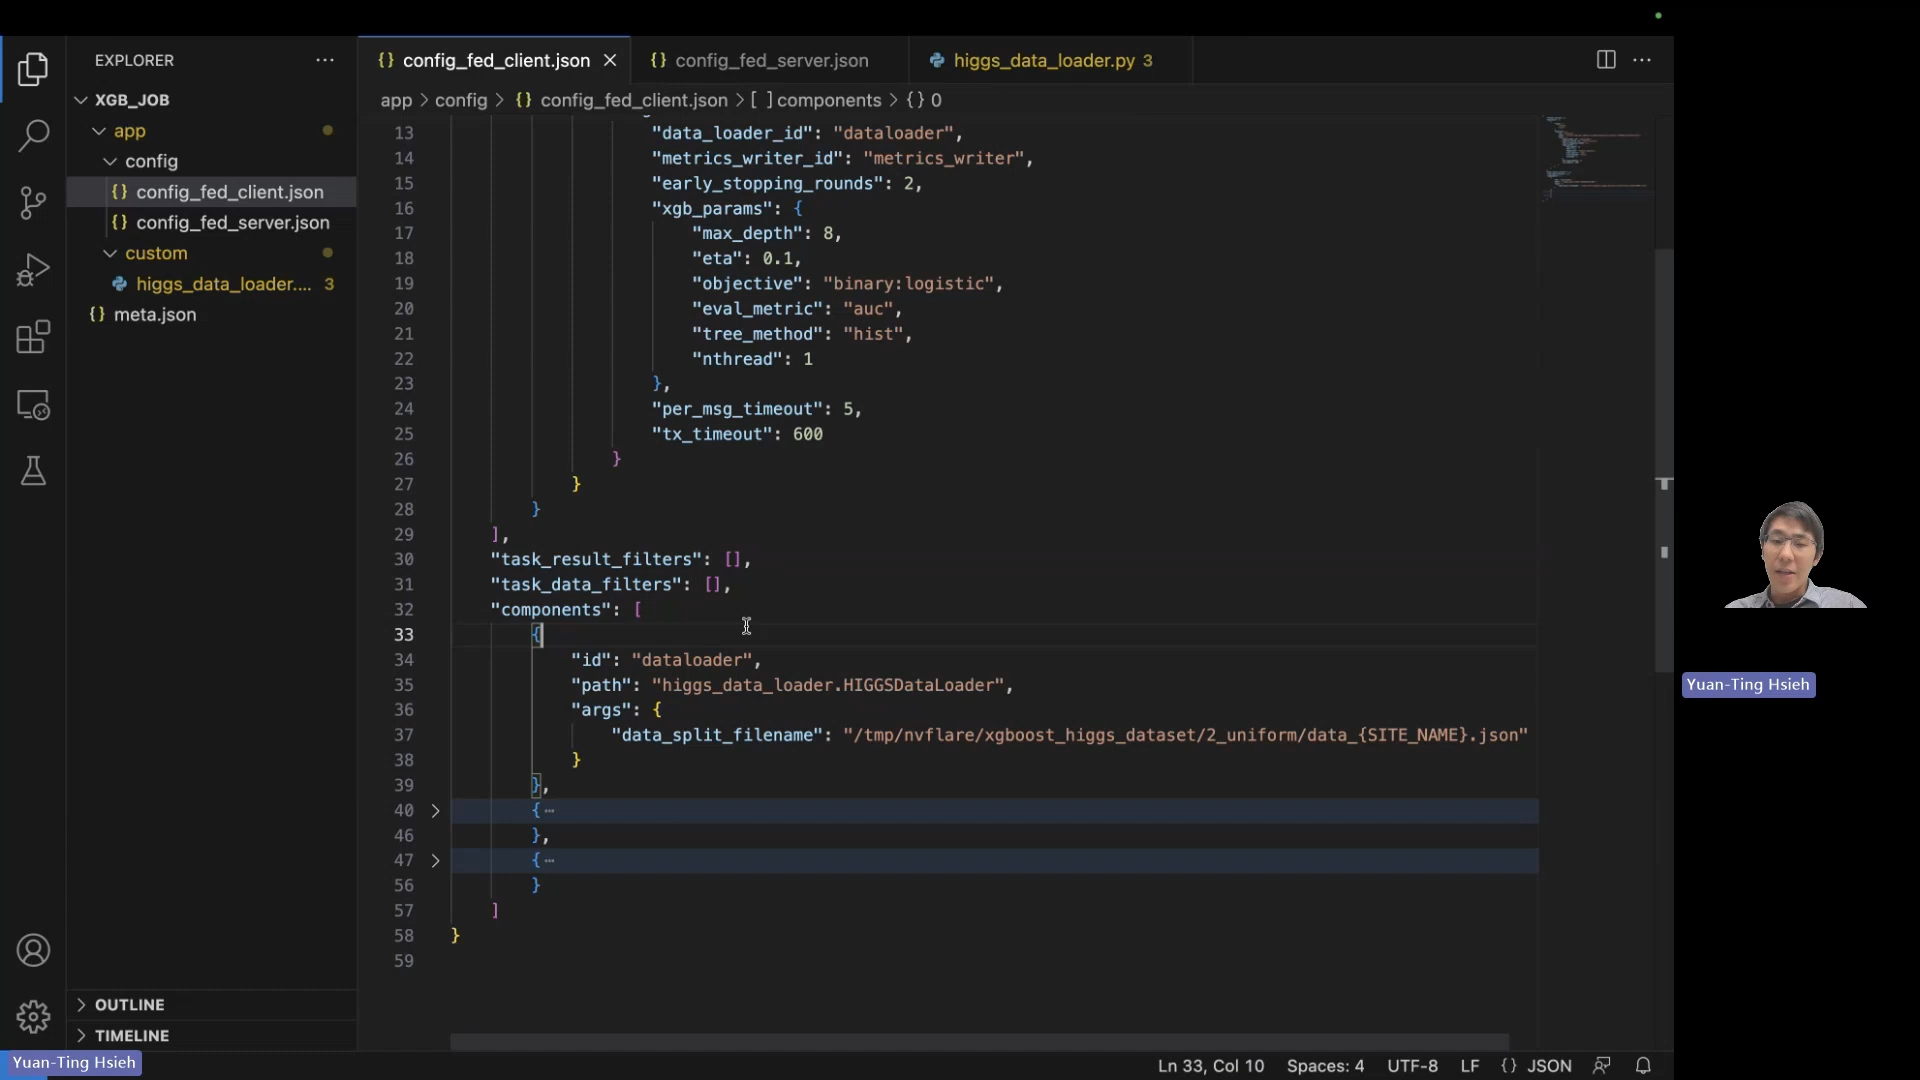 EXPLORER
XGB_JOB
app
config
config_fed_client.json
config_fed_server.json
custom
higgs_data_loader.... 3
meta.json
OUTLINE
TIMELINE
Yuan-Ting Hsieh
config_fed_client.json
config_fed_server.json
higgs_data_loader.py 3
app > config > {} config_fed_client.json > [ ] components > {} 0
13 "data_loader_id": "dataloader",
14 "metrics_writer_id": "metrics_writer",
15 "early_stopping_rounds": 2,
16 "xgb_params": {
17 "max_depth": 8,
18 "eta": 0.1,
19 "objective": "binary:logistic",
20 "eval_metric": "auc",
21 "tree_method": "hist",
22 "nthread": 1
23 },
24 "per_msg_timeout": 5,
25 "tx_timeout": 600
26 }
27 }
28 }
29 ],
30 "task_result_filters": [],
31 "task_data_filters": [],
32 "components": [
33 {
34 "id": "dataloader",
35 "path": "higgs_data_loader.HIGGSDataLoader",
36 "args": {
37 "data_split_filename": "/tmp/nvflare/xgboost_higgs_dataset/2_uniform/data_{SITE_NAME}.json"
38 }
39 },
40 {⋯
46 },
47 {⋯
56 }
57 ]
58 }
59
Ln 33, Col 10 Spaces: 4 UTF-8 LF {} JSON
Yuan-Ting Hsieh